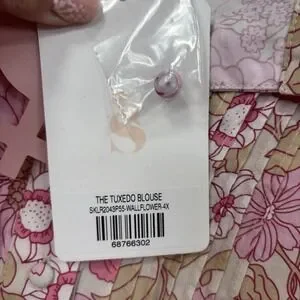 THE TUXEDO BLOUSE
SKLR2043P55-WALLFLOWER-4X
68766302